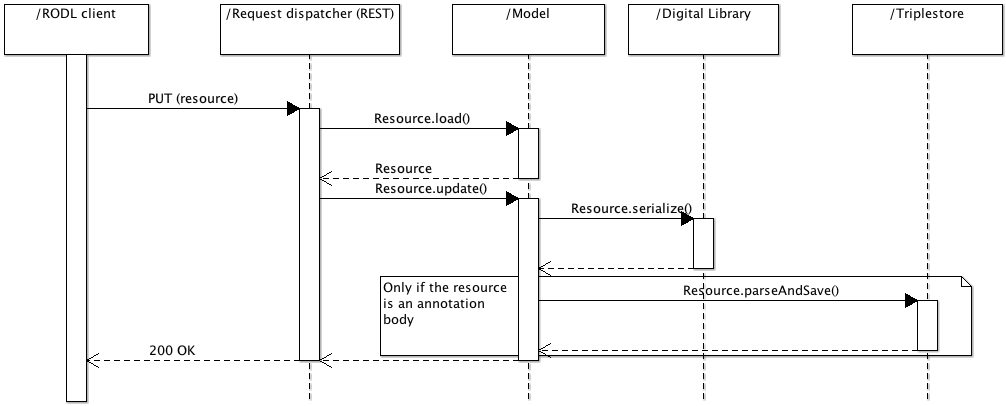 /RODL client
/Request dispatcher (REST)
/Model
/Digital Library
/Triplestore
PUT (resource)
Resource.load()
Resource
Resource.update()
Resource.serialize()
Only if the resource
is an annotation
body
Resource.parseAndSave()
200 OK